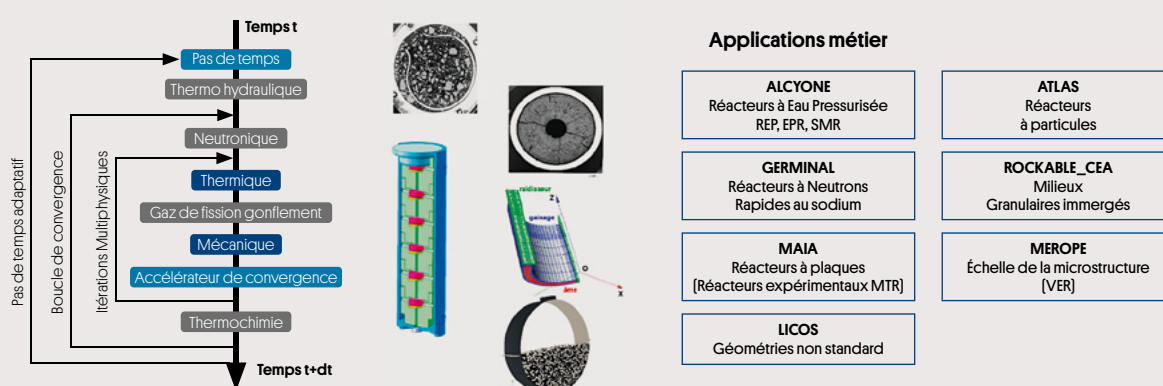 Temps t
Pas de temps
Thermo hydraulique
Neutronique
Thermique
Gaz de fission gonflement
Mécanique
Accélérateur de convergence
Thermochimie
Temps t+dt
Pas de temps adaptatif
Boucle de convergence
Itérations Multiphysiques
raidisseur
Z
gainage
O
X
âme
Applications métier
ALCYONE
Réacteurs à Eau Pressurisée
REP, EPR, SMR
ATLAS
Réacteurs
à particules
GERMINAL
Réacteurs à Neutrons
Rapides au sodium
ROCKABLE_CEA
Milieux
Granulaires immergés
MAIA
Réacteurs à plaques
(Réacteurs expérimentaux MTR)
MEROPE
Échelle de la microstructure
(VER)
LICOS
Géométries non standard